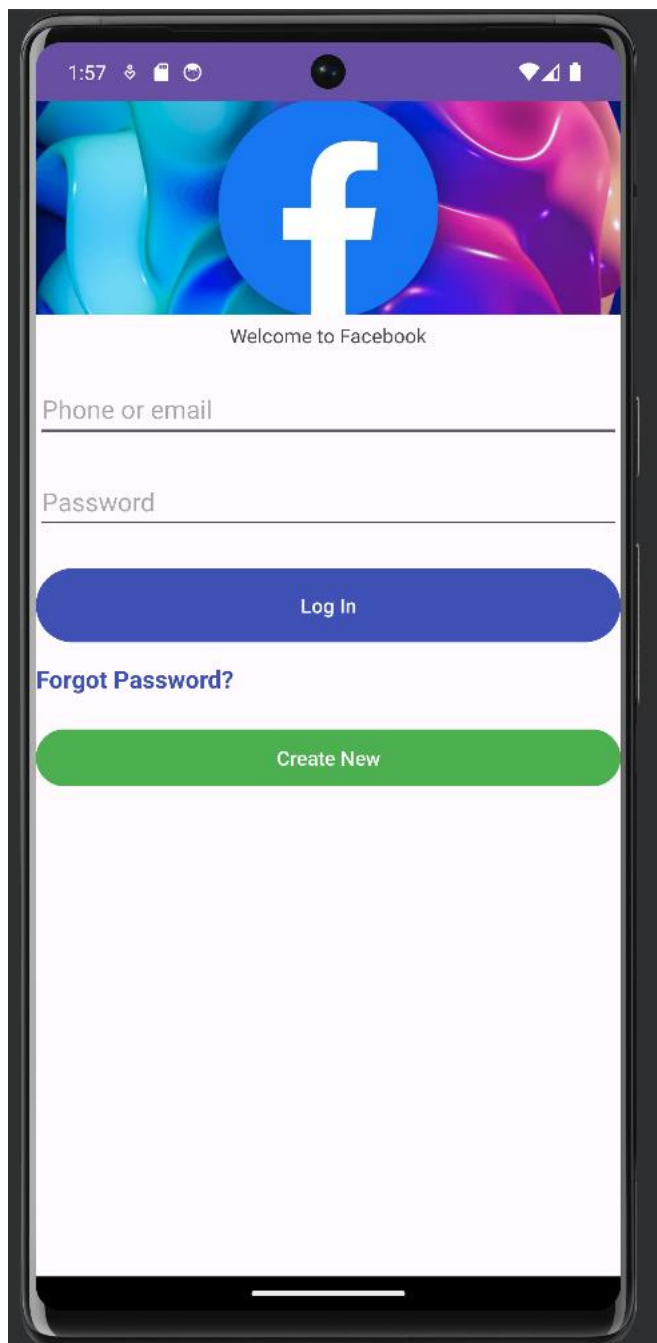 1:57
f
Welcome to Facebook
Phone or email
Password
Log In
Forgot Password?
Create New